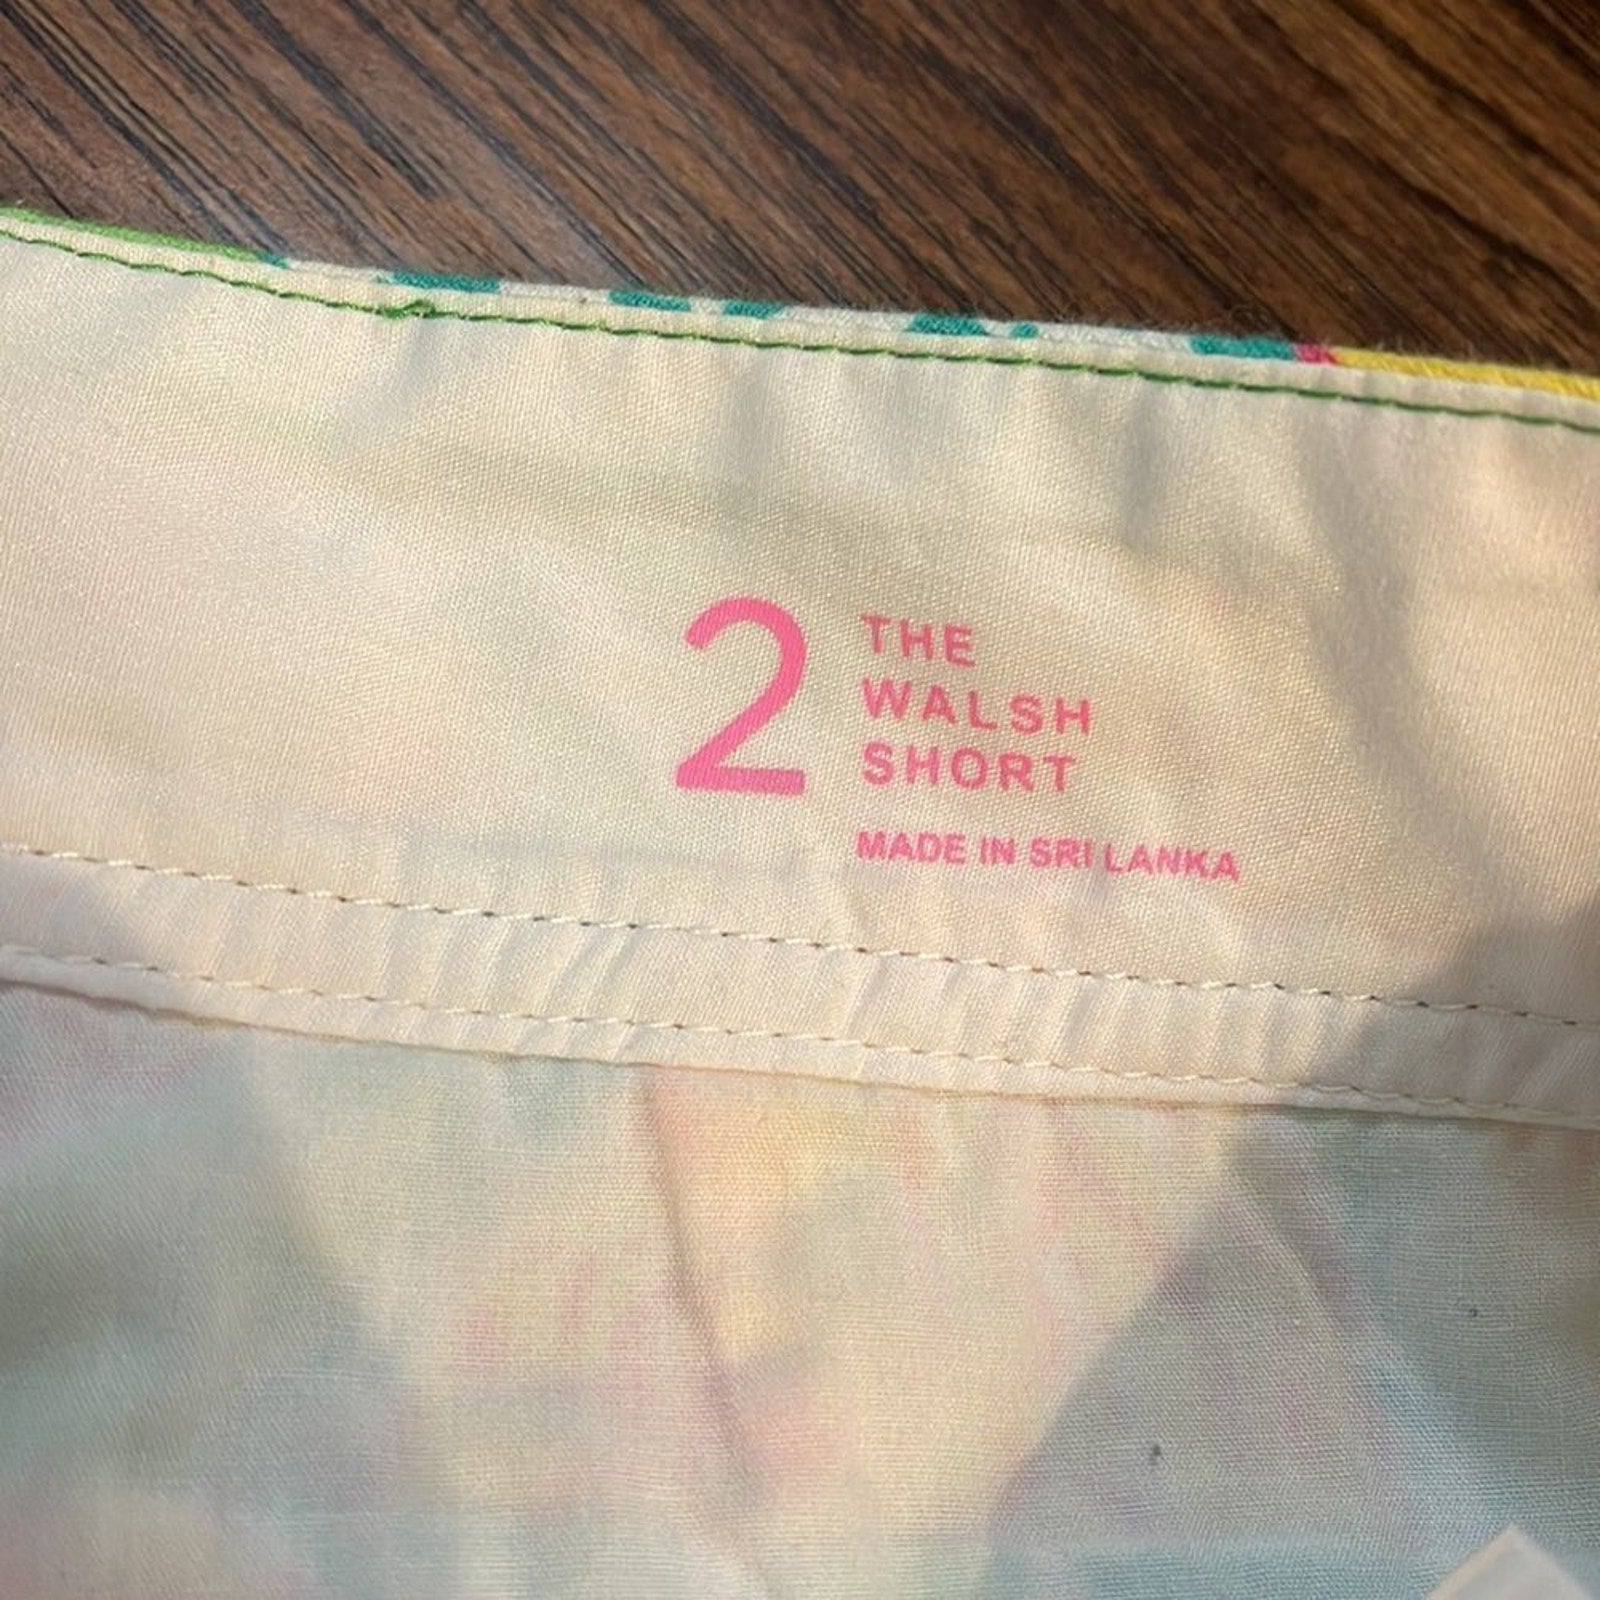 2
THE
WALSH
SHORT
MADE IN SRI LANKA